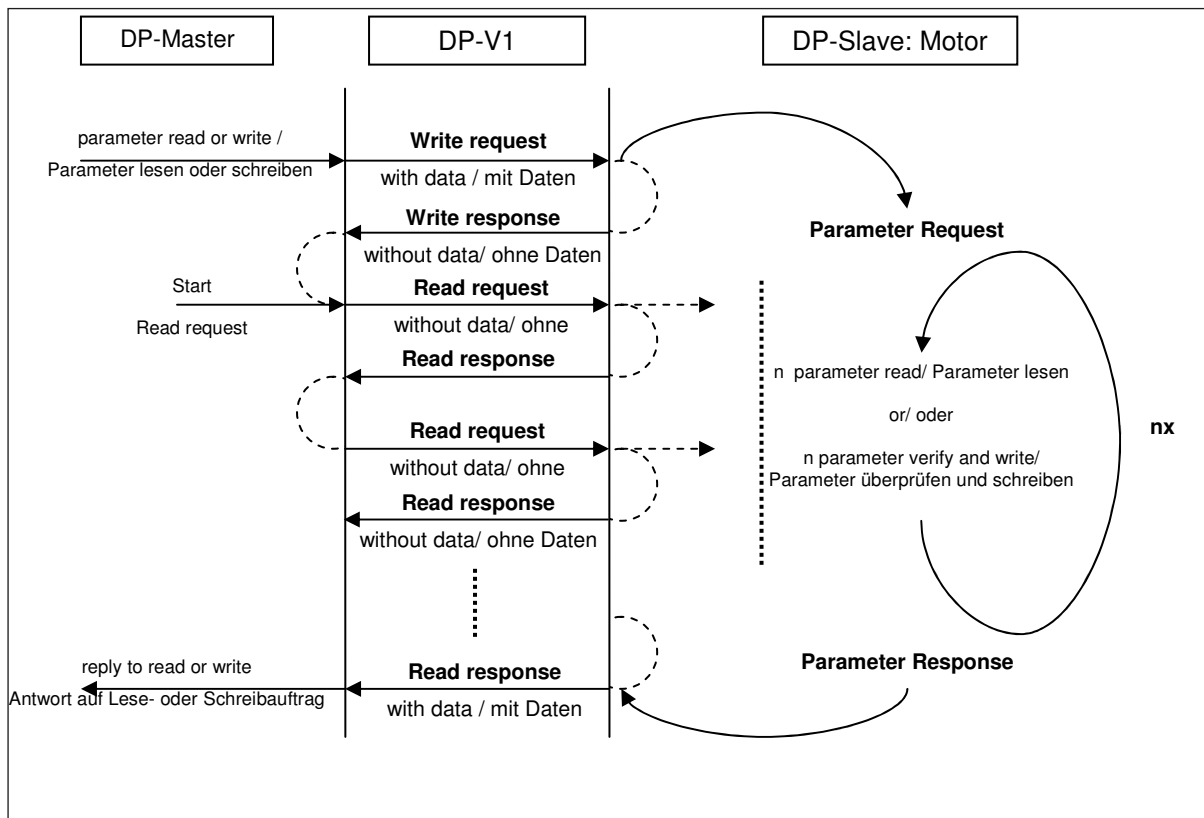 DP-Master
DP-V1
DP-Slave: Motor
parameter read or write /
Parameter lesen oder schreiben
Write request
with data / mit Daten
Write response
without data/ ohne Daten
Parameter Request
Start
Read request
Read request
without data/ ohne
Read response
n parameter read/ Parameter lesen
or/ oder
n parameter verify and write/
Parameter überprüfen und schreiben
nx
Read request
without data/ ohne
Read response
without data/ ohne Daten
reply to read or write
Antwort auf Lese- oder Schreibauftrag
Read response
with data / mit Daten
Parameter Response